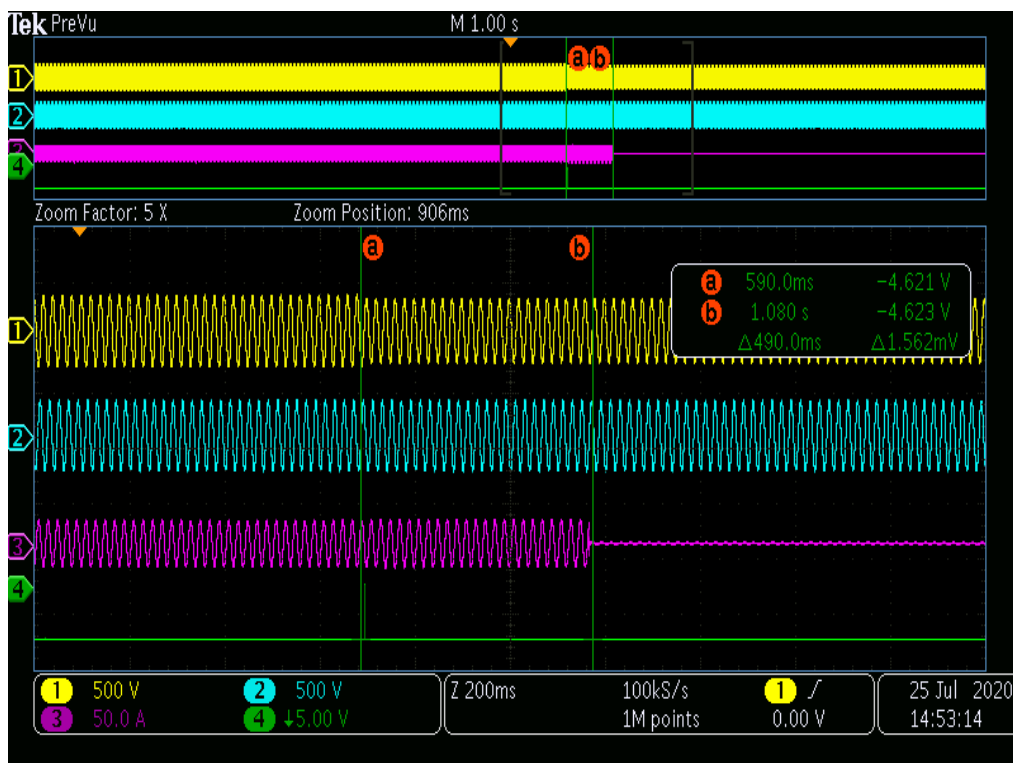 Tek PreVu M 1.00 s
a b
1
2
3
4
Zoom Factor: 5 X Zoom Position: 906ms
a b
a 590.0ms -4.621 V
b 1.080 s -4.623 V
Δ490.0ms Δ1.562mV
1
2
3
4
1 500 V 2 500 V Z 200ms 100kS/s 1 25 Jul 2020
3 50.0 A 4 ↓5.00 V 1M points 0.00 V 14:53:14